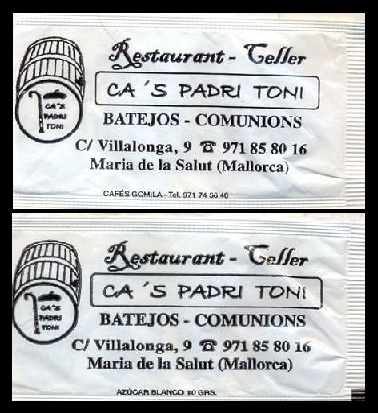 Restaurant - Celler
CA'S
PADRI
TONI
CA ´S PADRI TONI
BATEJOS - COMUNIONS
C/ Villalonga, 9 ☎ 971 85 80 16
Maria de la Salut (Mallorca)
CAFÉS GOMILA - Tel. 971 74 50 40
Restaurant - Celler
CA'S
PADRI
TONI
CA ´S PADRI TONI
BATEJOS - COMUNIONS
C/ Villalonga, 9 ☎ 971 85 80 16
Maria de la Salut (Mallorca)
AZÚCAR BLANCO 10 GRS.